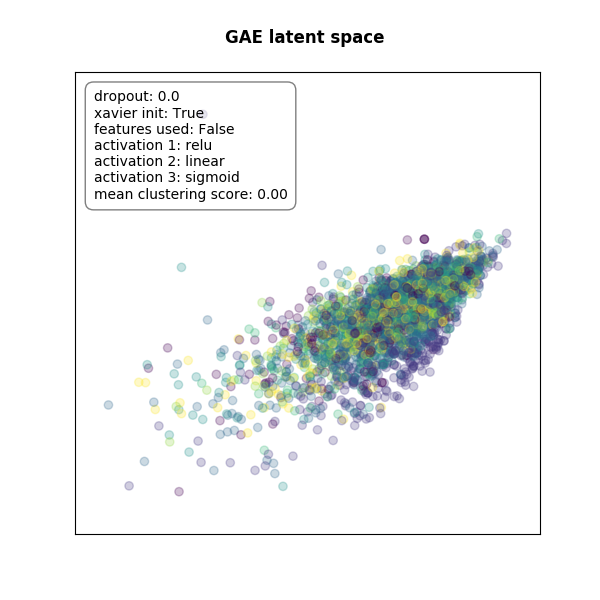 GAE latent space
dropout: 0.0
xavier init: True
features used: False
activation 1: relu
activation 2: linear
activation 3: sigmoid
mean clustering score: 0.00